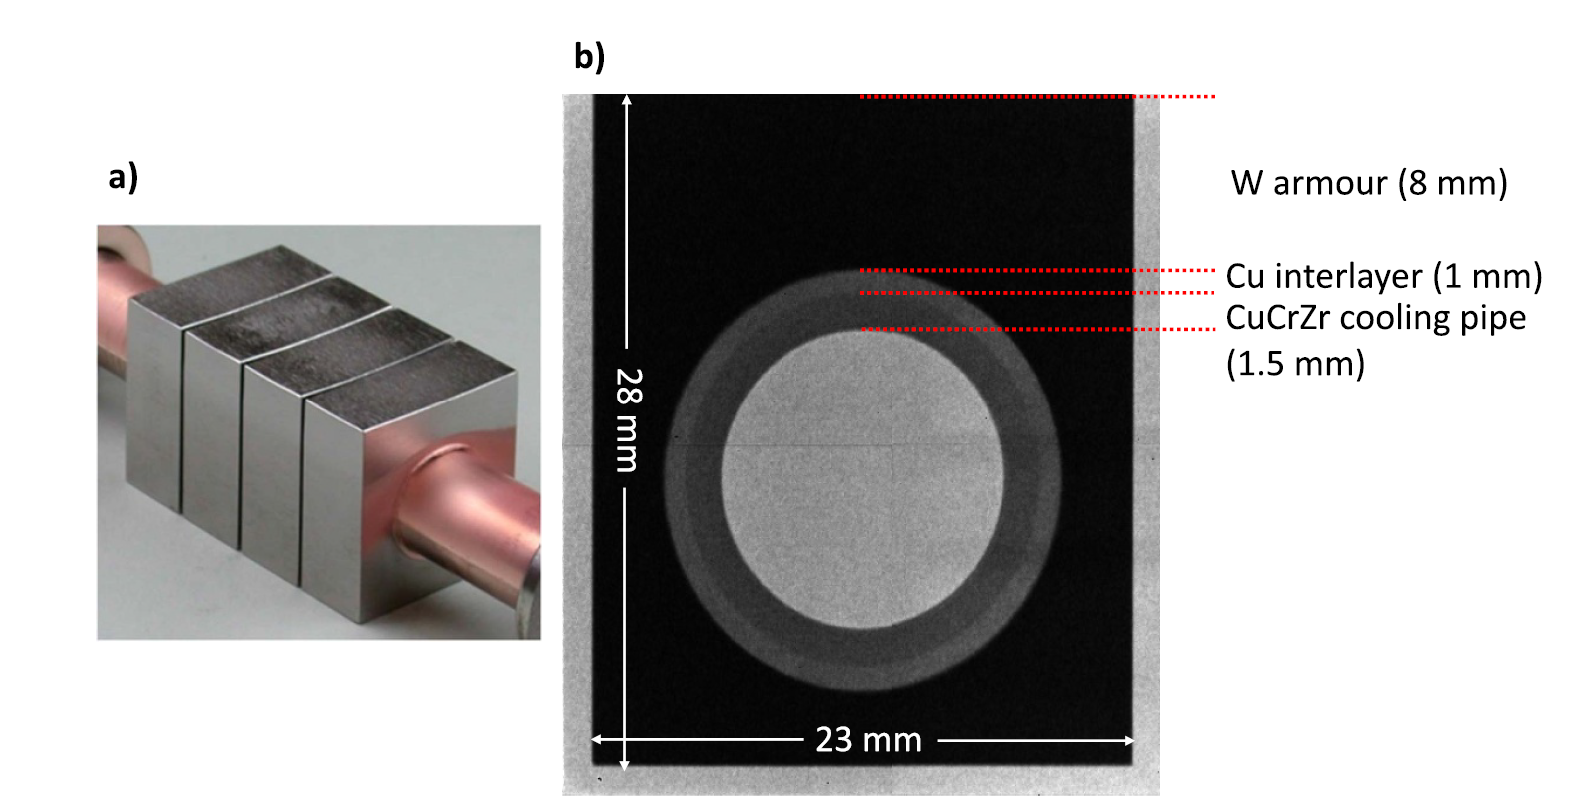 b)
a)
W armour (8 mm)
Cu interlayer (1 mm)
CuCrZr cooling pipe
(1.5 mm)
28 mm
23 mm